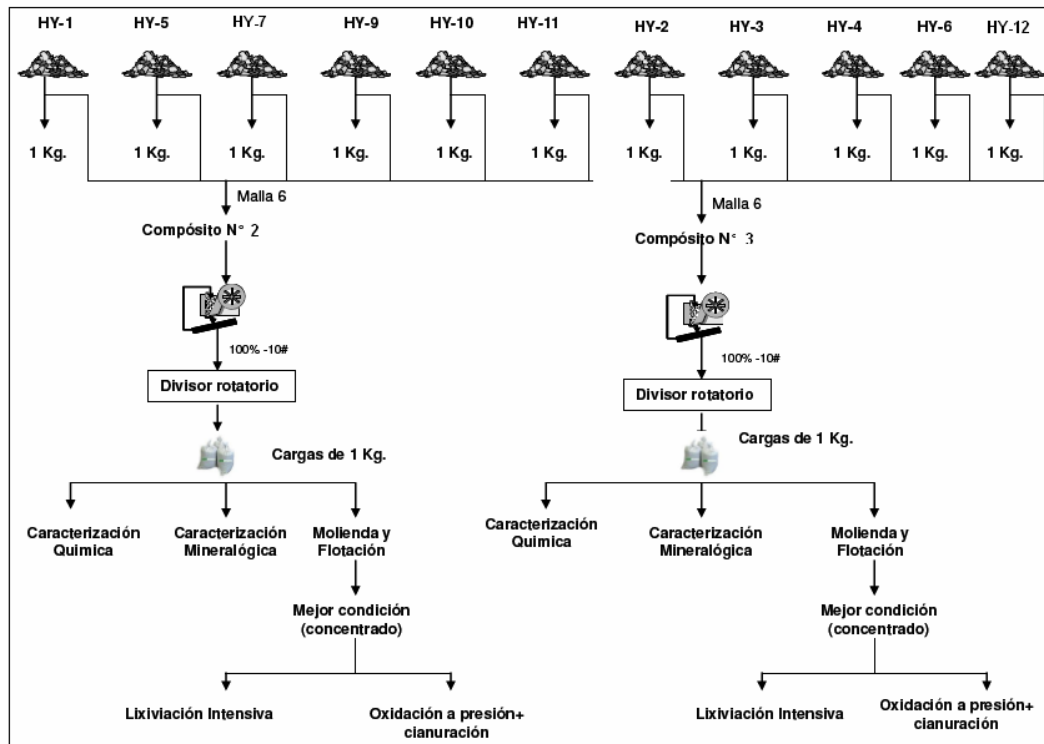 HY-1 HY-5 HY-7 HY-9 HY-10 HY-11 HY-2 HY-3 HY-4 HY-6 HY-12
1 Kg. 1 Kg. 1 Kg. 1 Kg. 1 Kg. 1 Kg. 1 Kg. 1 Kg. 1 Kg. 1 Kg. 1 Kg.
Malla 6
Compósito N° 2
100% -10#
Divisor rotatorio
Cargas de 1 Kg.
Caracterización
Quimica
Caracterización
Mineralógica
Molienda y
Flotación
Mejor condición
(concentrado)
Lixiviación Intensiva
Oxidación a presión+
cianuración
Malla 6
Compósito N° 3
100% -10#
Divisor rotatorio
Cargas de 1 Kg.
Caracterización
Quimica
Caracterización
Mineralógica
Molienda y
Flotación
Mejor condición
(concentrado)
Lixiviación Intensiva
Oxidación a presión+
cianuración